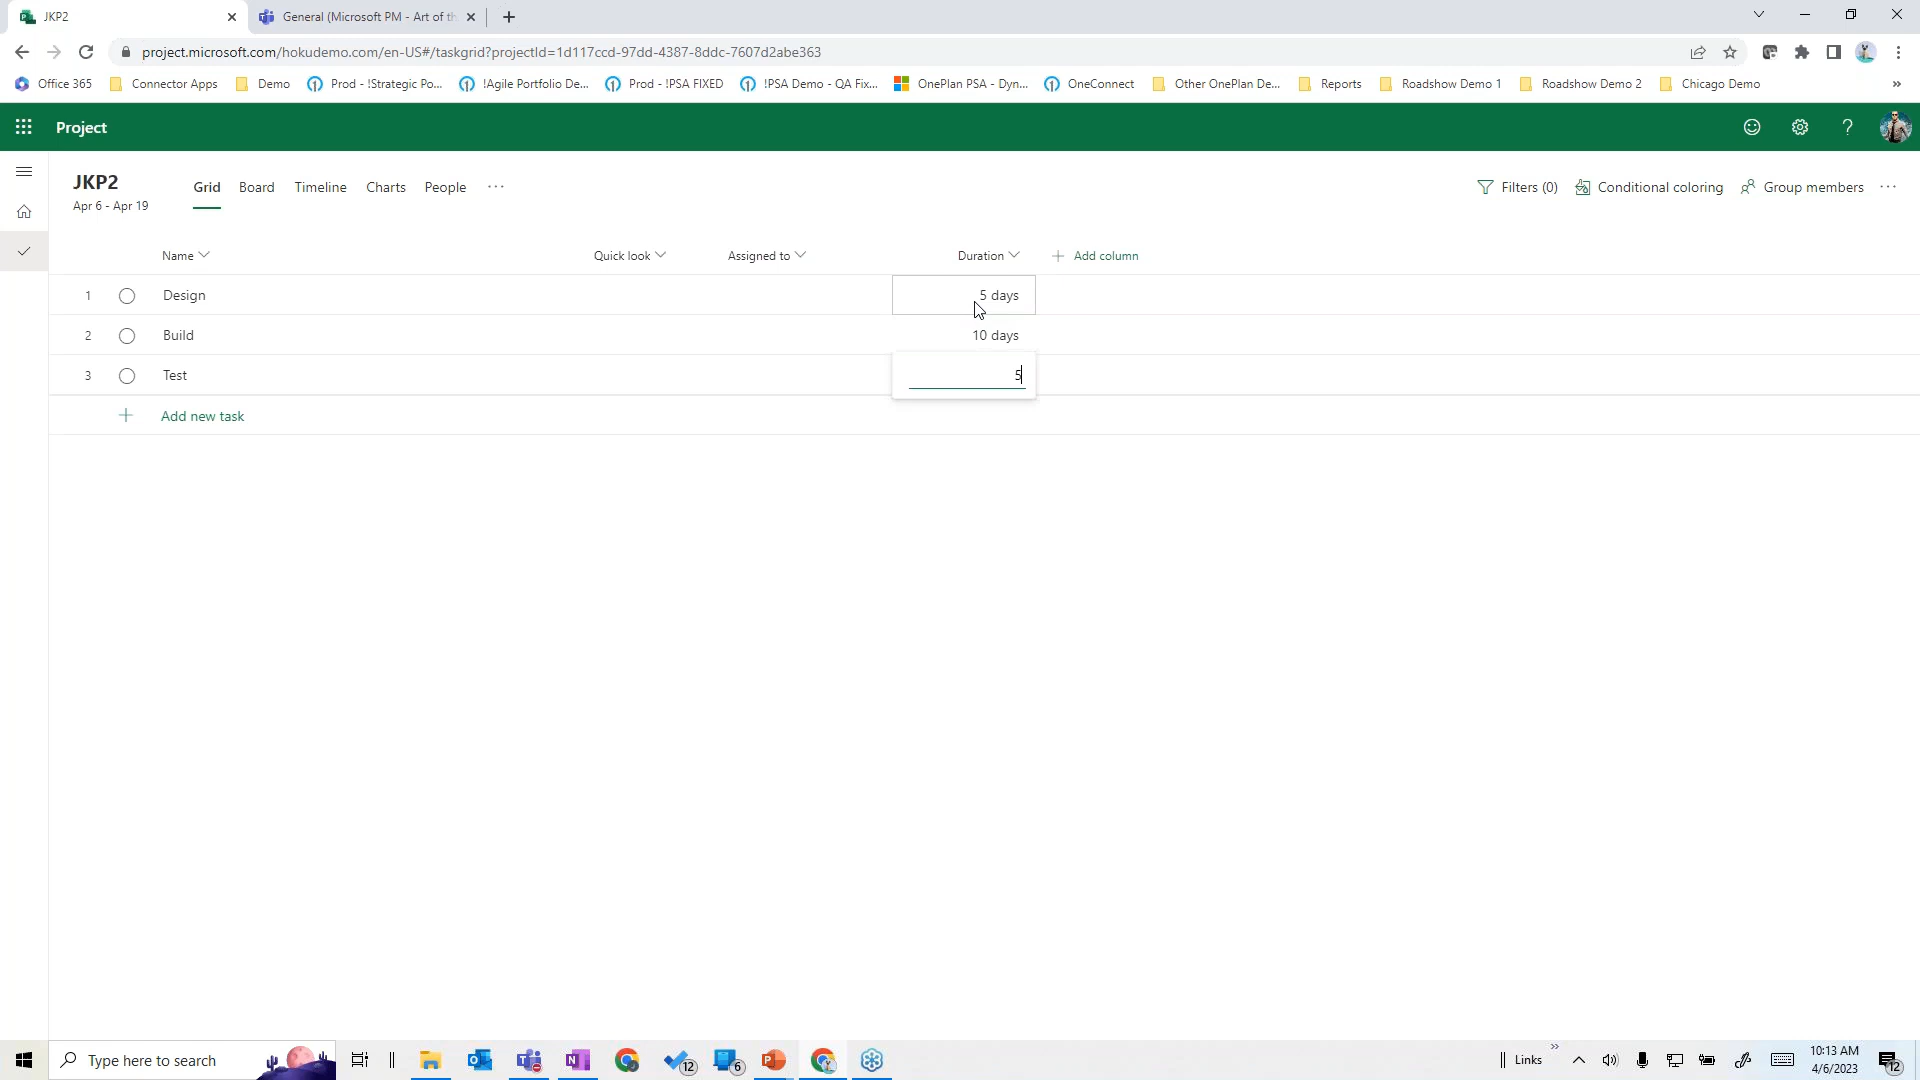 JKP2
General (Microsoft PM - Art of th
project.microsoft.com/hokudemo.com/en-US#/taskgrid?projectId=1d117ccd-97dd-4387-8ddc-7607d2abe363
Office 365
Connector Apps
Demo
Prod - !Strategic Po...
!Agile Portfolio De...
Prod - !PSA FIXED
!PSA Demo - QA Fix...
OnePlan PSA - Dyn...
OneConnect
Other OnePlan De...
Reports
Roadshow Demo 1
Roadshow Demo 2
Chicago Demo
»
Project
?
JKP2
Apr 6 - Apr 19
Grid
Board
Timeline
Charts
People
...
Filters (0)
Conditional coloring
Group members
...
Name
Quick look
Assigned to
Duration
+ Add column
1 Design 5 days
2 Build 10 days
3 Test 5
+ Add new task
Type here to search
12
6
Links
»
10:13 AM
4/6/2023
12